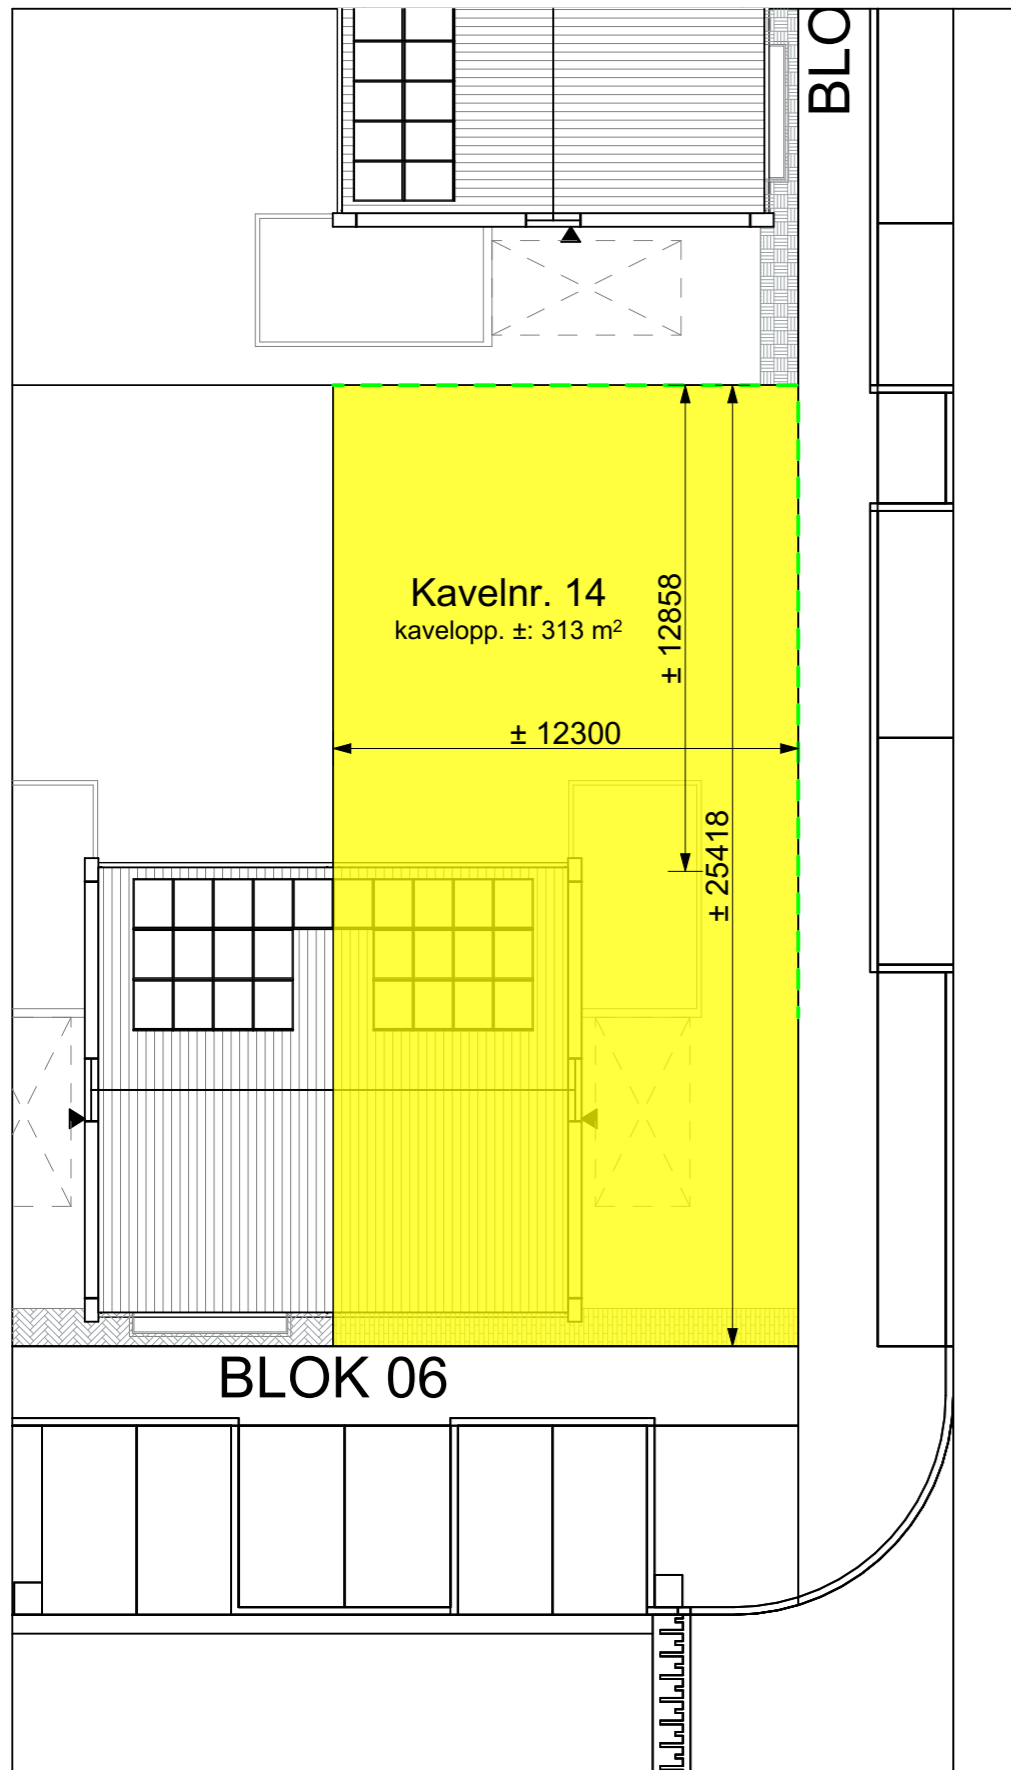 BLO
Kavelnr. 14
kavelopp. ±: 313 m²
± 12858
± 12300
± 25418
BLOK 06